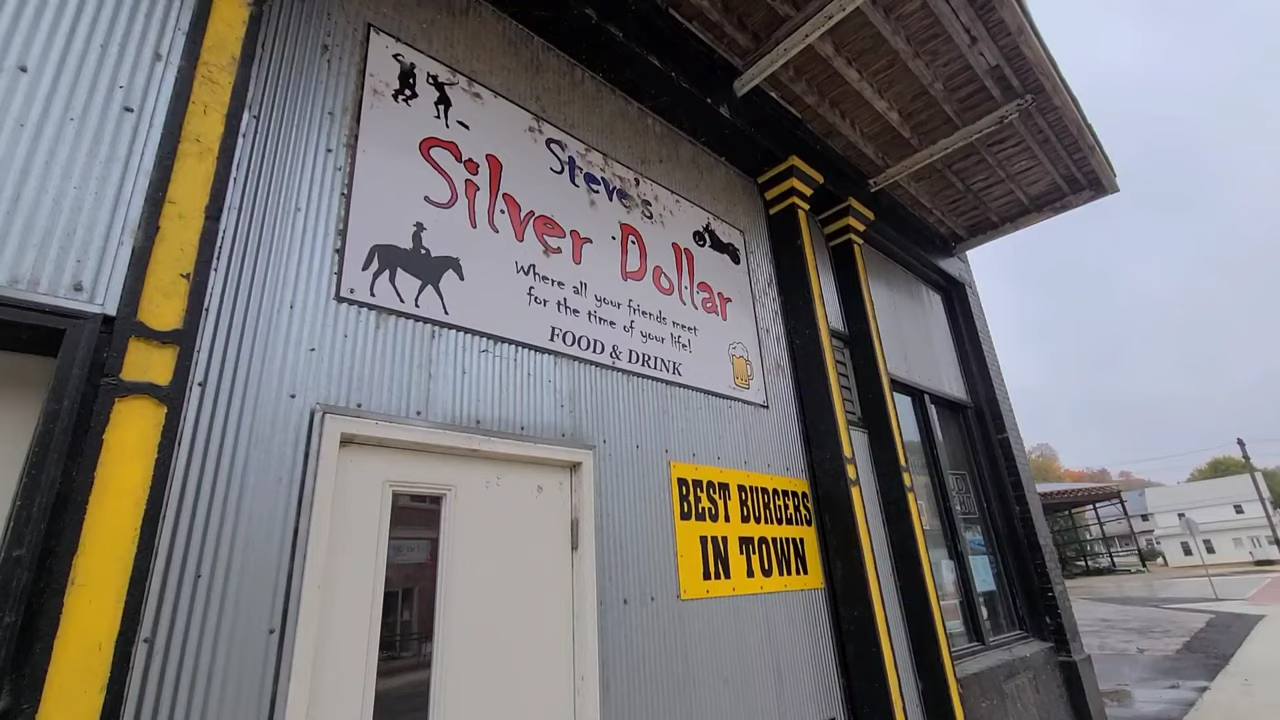 Steve's
Silver Dollar
Where all your friends meet
for the time of your life!
FOOD & DRINK
BEST BURGERS
IN TOWN